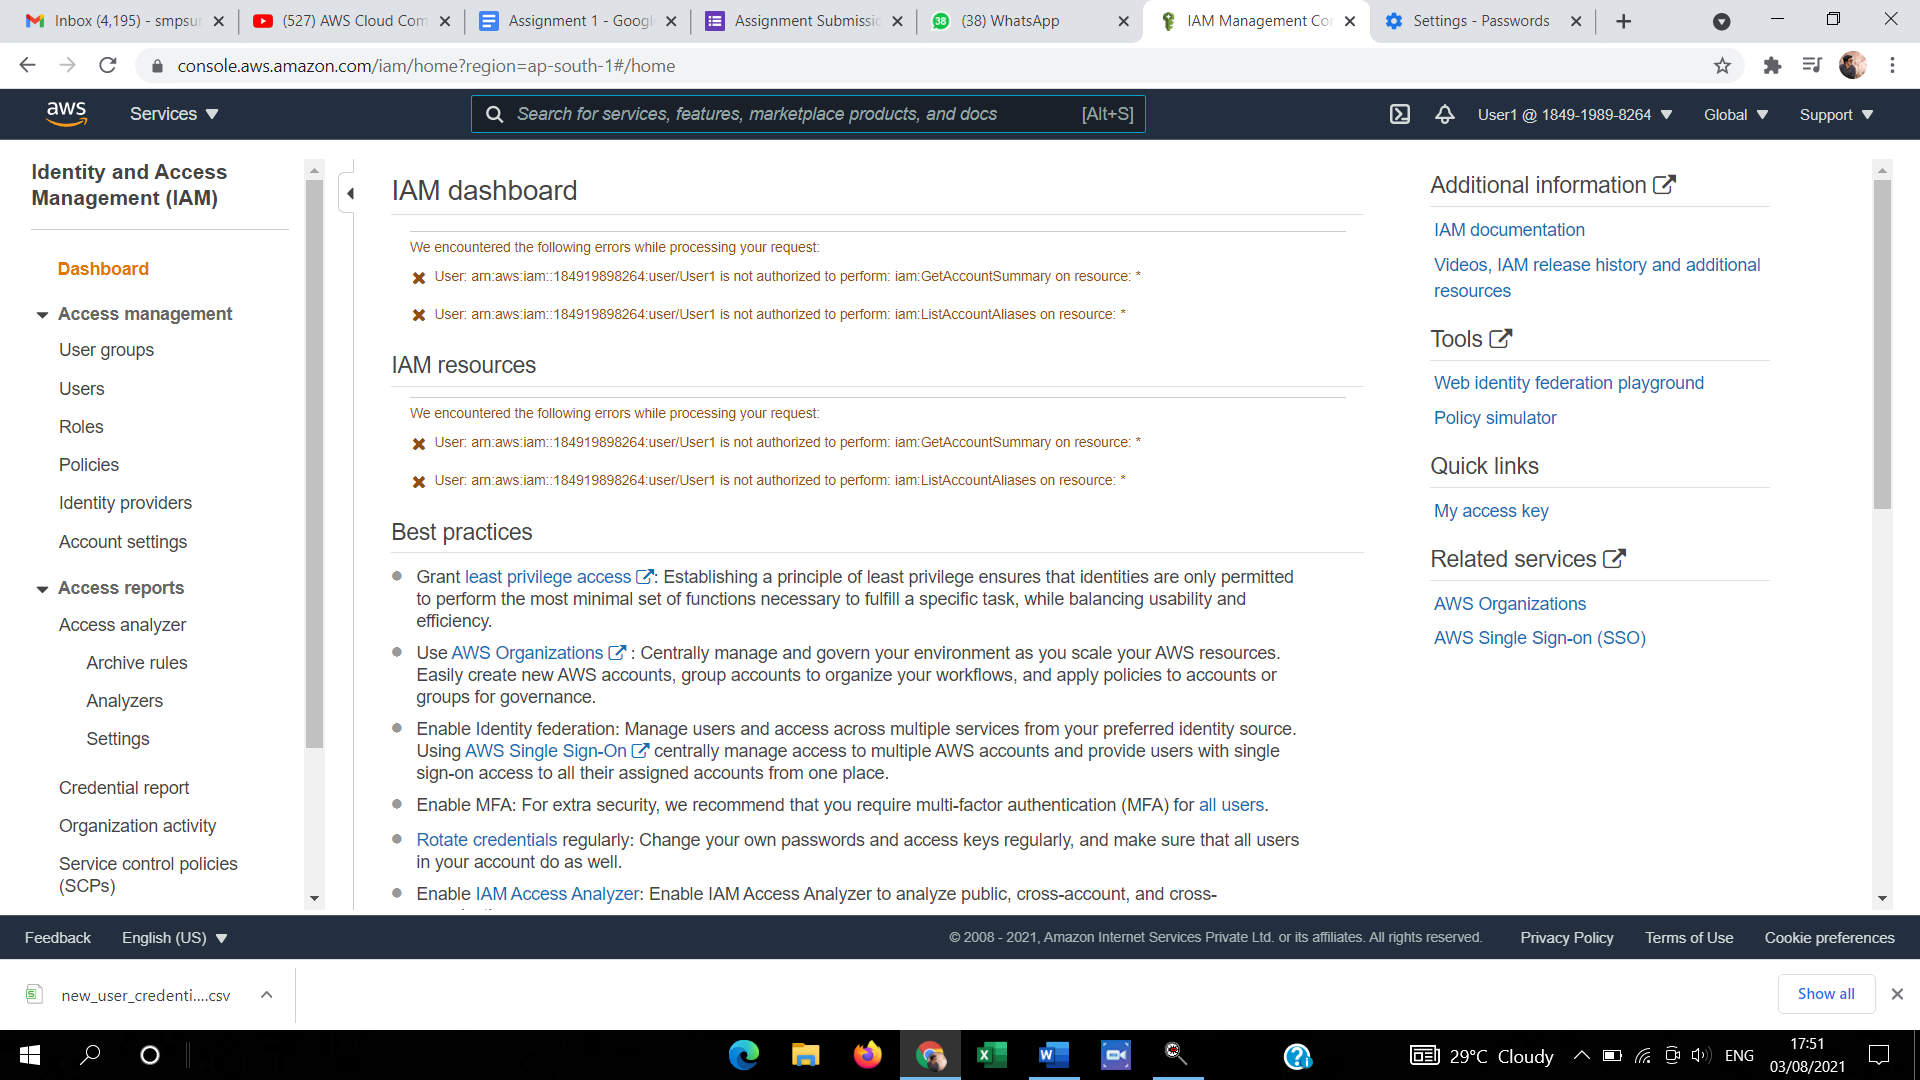 Inbox (4,195) - smpsur
(527) AWS Cloud Com
Assignment 1 - Googl
Assignment Submissio
38
(38) WhatsApp
IAM Management Co
Settings - Passwords
console.aws.amazon.com/iam/home?region=ap-south-1#/home
aws
Services
Search for services, features, marketplace products, and docs
[Alt+S]
User1 @ 1849-1989-8264
Global
Support
Identity and Access
Management (IAM)
Dashboard
Access management
User groups
Users
Roles
Policies
Identity providers
Account settings
Access reports
Access analyzer
Archive rules
Analyzers
Settings
Credential report
Organization activity
Service control policies
(SCPs)
IAM dashboard
We encountered the following errors while processing your request:
User: arn:aws:iam::184919898264:user/User1 is not authorized to perform: iam:GetAccountSummary on resource: *
User: arn:aws:iam::184919898264:user/User1 is not authorized to perform: iam:ListAccountAliases on resource: *
IAM resources
We encountered the following errors while processing your request:
User: arn:aws:iam::184919898264:user/User1 is not authorized to perform: iam:GetAccountSummary on resource: *
User: arn:aws:iam::184919898264:user/User1 is not authorized to perform: iam:ListAccountAliases on resource: *
Best practices
Grant least privilege access : Establishing a principle of least privilege ensures that identities are only permitted
to perform the most minimal set of functions necessary to fulfill a specific task, while balancing usability and
efficiency.
Use AWS Organizations : Centrally manage and govern your environment as you scale your AWS resources.
Easily create new AWS accounts, group accounts to organize your workflows, and apply policies to accounts or
groups for governance.
Enable Identity federation: Manage users and access across multiple services from your preferred identity source.
Using AWS Single Sign-On centrally manage access to multiple AWS accounts and provide users with single
sign-on access to all their assigned accounts from one place.
Enable MFA: For extra security, we recommend that you require multi-factor authentication (MFA) for all users.
Rotate credentials regularly: Change your own passwords and access keys regularly, and make sure that all users
in your account do as well.
Enable IAM Access Analyzer: Enable IAM Access Analyzer to analyze public, cross-account, and cross-
Additional information
IAM documentation
Videos, IAM release history and additional
resources
Tools
Web identity federation playground
Policy simulator
Quick links
My access key
Related services
AWS Organizations
AWS Single Sign-on (SSO)
Feedback
English (US)
© 2008 - 2021, Amazon Internet Services Private Ltd. or its affiliates. All rights reserved.
Privacy Policy
Terms of Use
Cookie preferences
new_user_credenti....csv
Show all
29°C Cloudy
ENG
17:51
03/08/2021